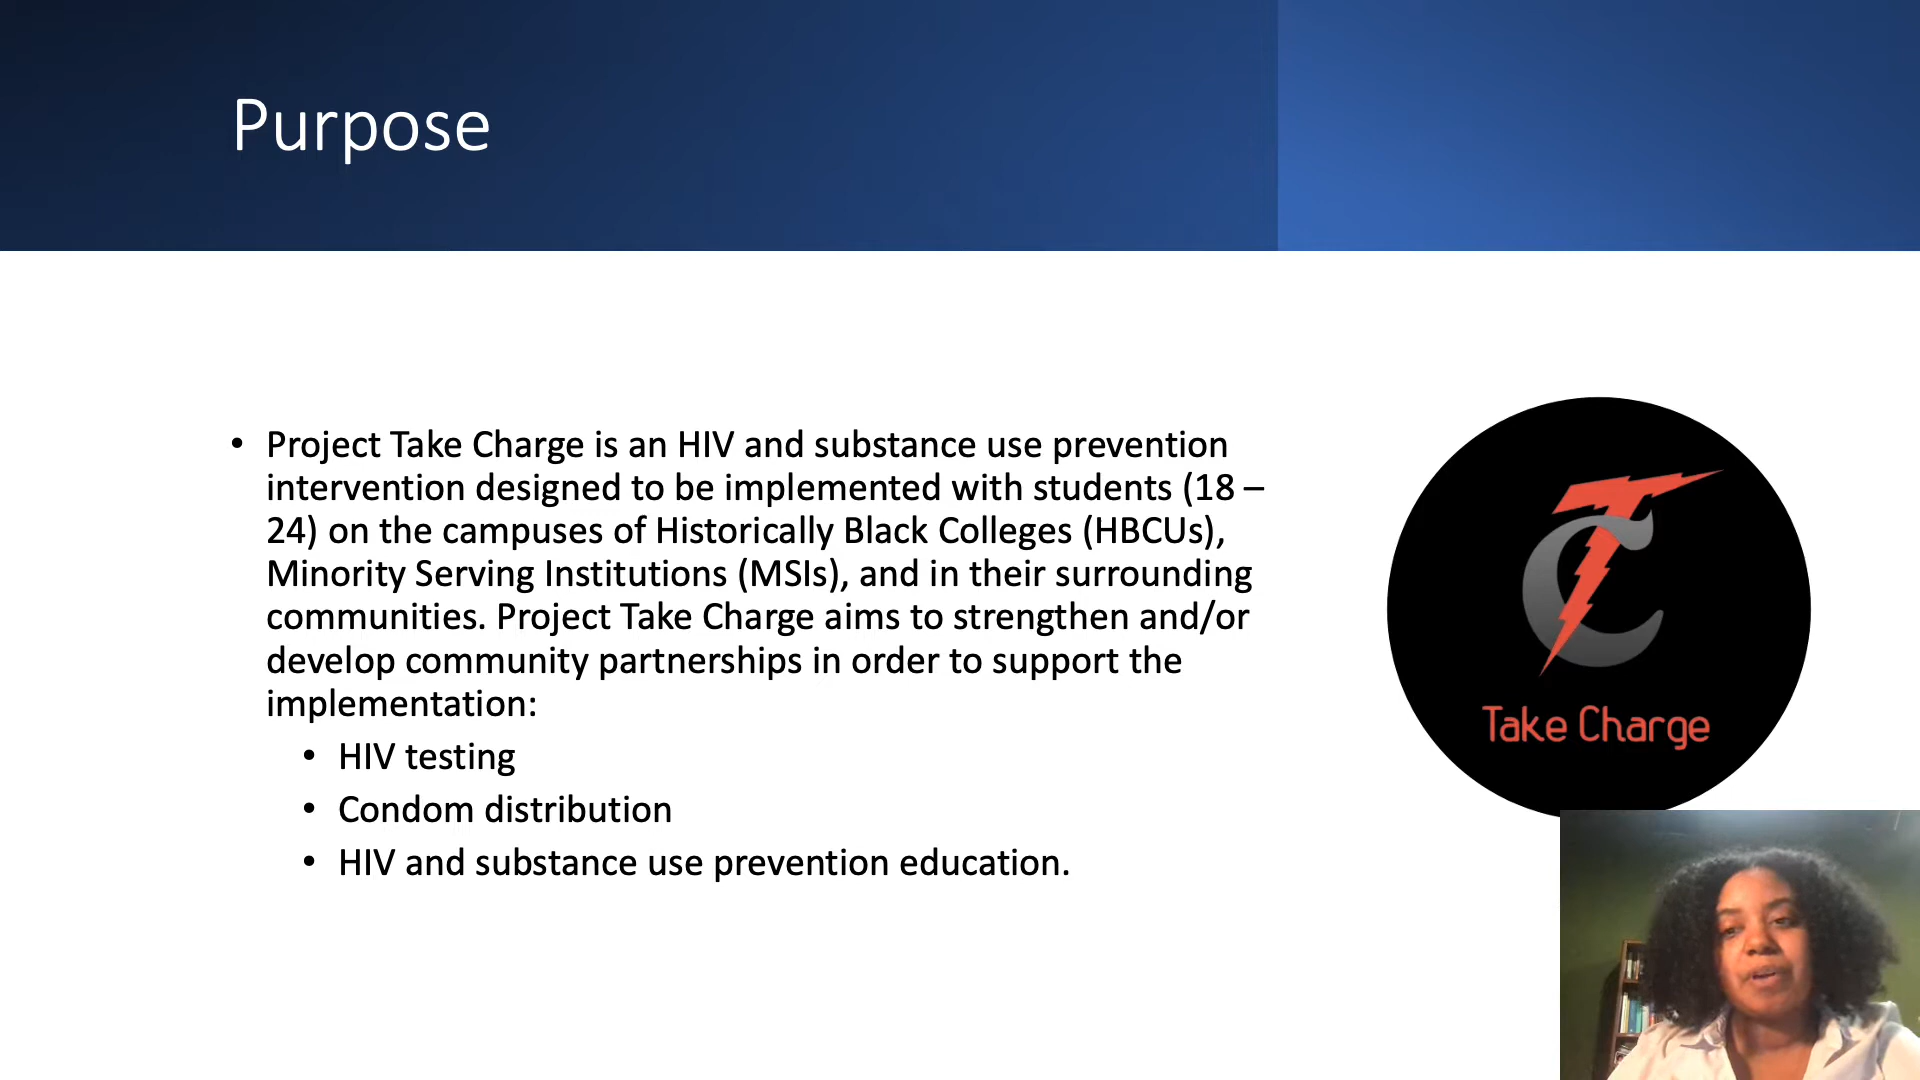 Purpose
• Project Take Charge is an HIV and substance use prevention
intervention designed to be implemented with students (18 –
24) on the campuses of Historically Black Colleges (HBCUs),
Minority Serving Institutions (MSIs), and in their surrounding
communities. Project Take Charge aims to strengthen and/or
develop community partnerships in order to support the
implementation:
• HIV testing
• Condom distribution
• HIV and substance use prevention education.
TC
Take Charge